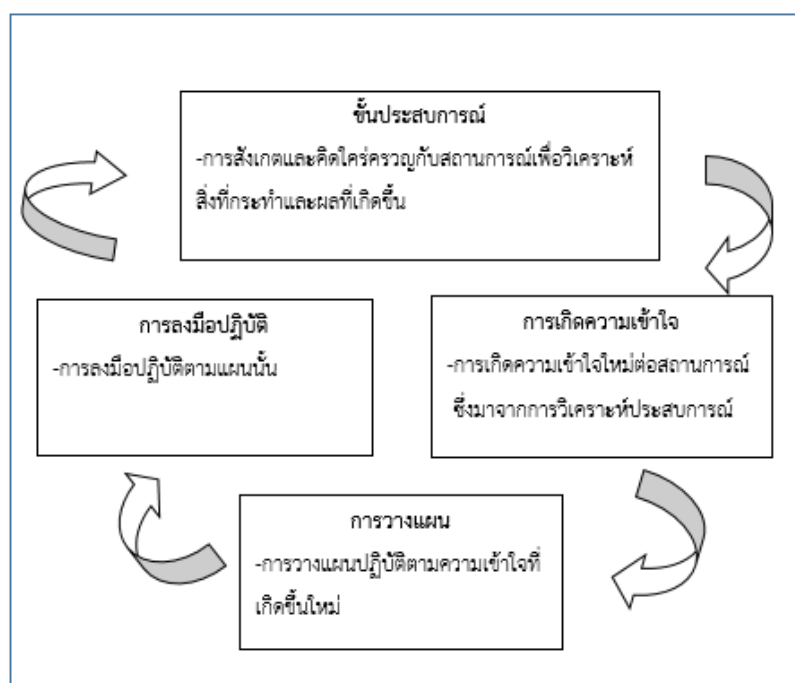 ขั้นประสบการณ์
-การสังเกตและคิดใคร่ครวญกับสถานการณ์เพื่อวิเคราะห์
สิ่งที่กระทำและผลที่เกิดขึ้น
การลงมือปฏิบัติ
-การลงมือปฏิบัติตามแผนนั้น
การเกิดความเข้าใจ
-การเกิดความเข้าใจใหม่ต่อสถานการณ์
ซึ่งมาจากการวิเคราะห์ประสบการณ์
การวางแผน
-การวางแผนปฏิบัติตามความเข้าใจที่
เกิดขึ้นใหม่